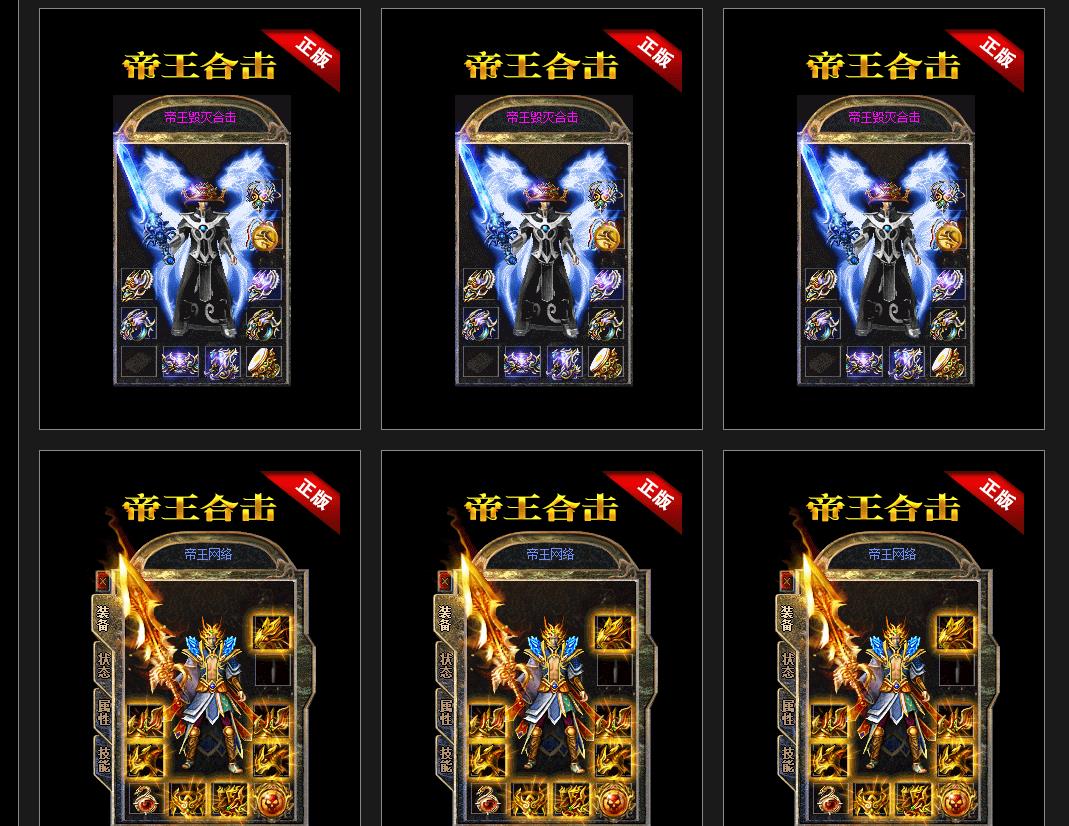 帝王合击
正版
帝王毁灭合击
帝王合击
正版
帝王毁灭合击
帝王合击
正版
帝王毁灭合击
帝王合击
正版
帝王网络
装备
状态
属性
技能
帝王合击
正版
帝王网络
装备
状态
属性
技能
帝王合击
正版
帝王网络
装备
状态
属性
技能